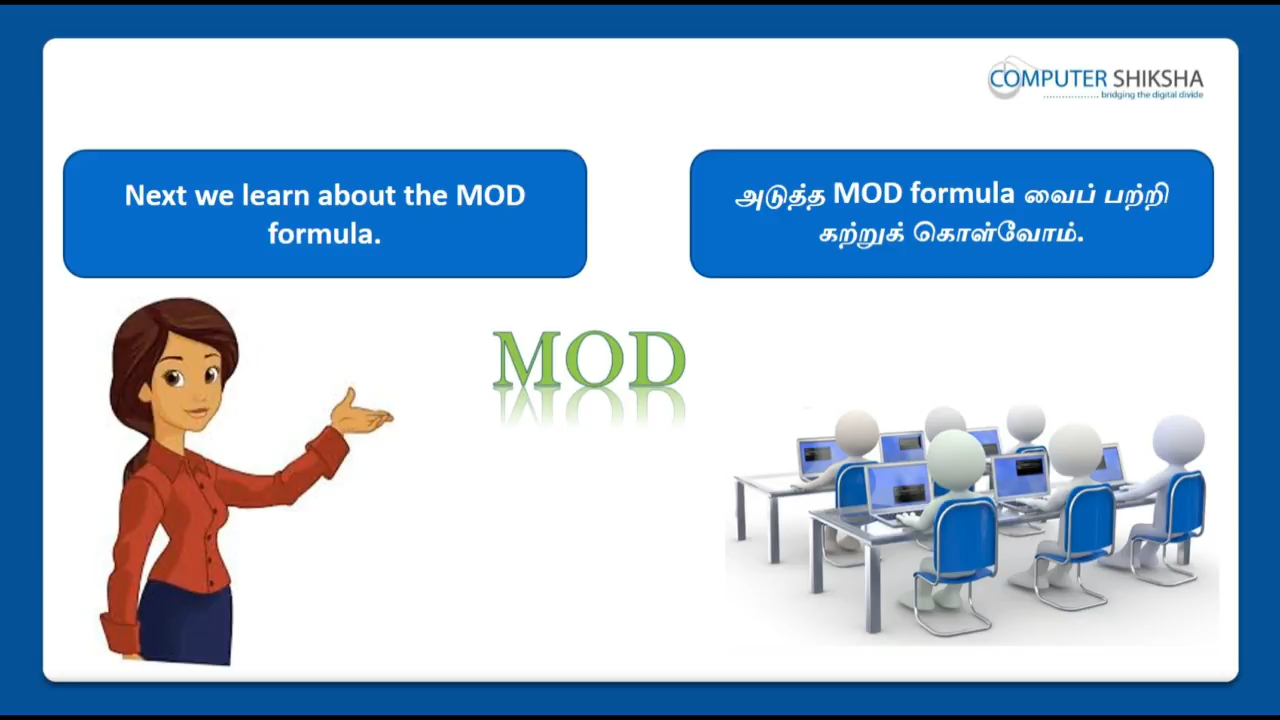 COMPUTER SHIKSHA
bridging the digital divide
Next we learn about the MOD
formula.
அடுத்த MOD formula வைப் பற்றி
கற்றுக் கொள்வோம்.
MOD